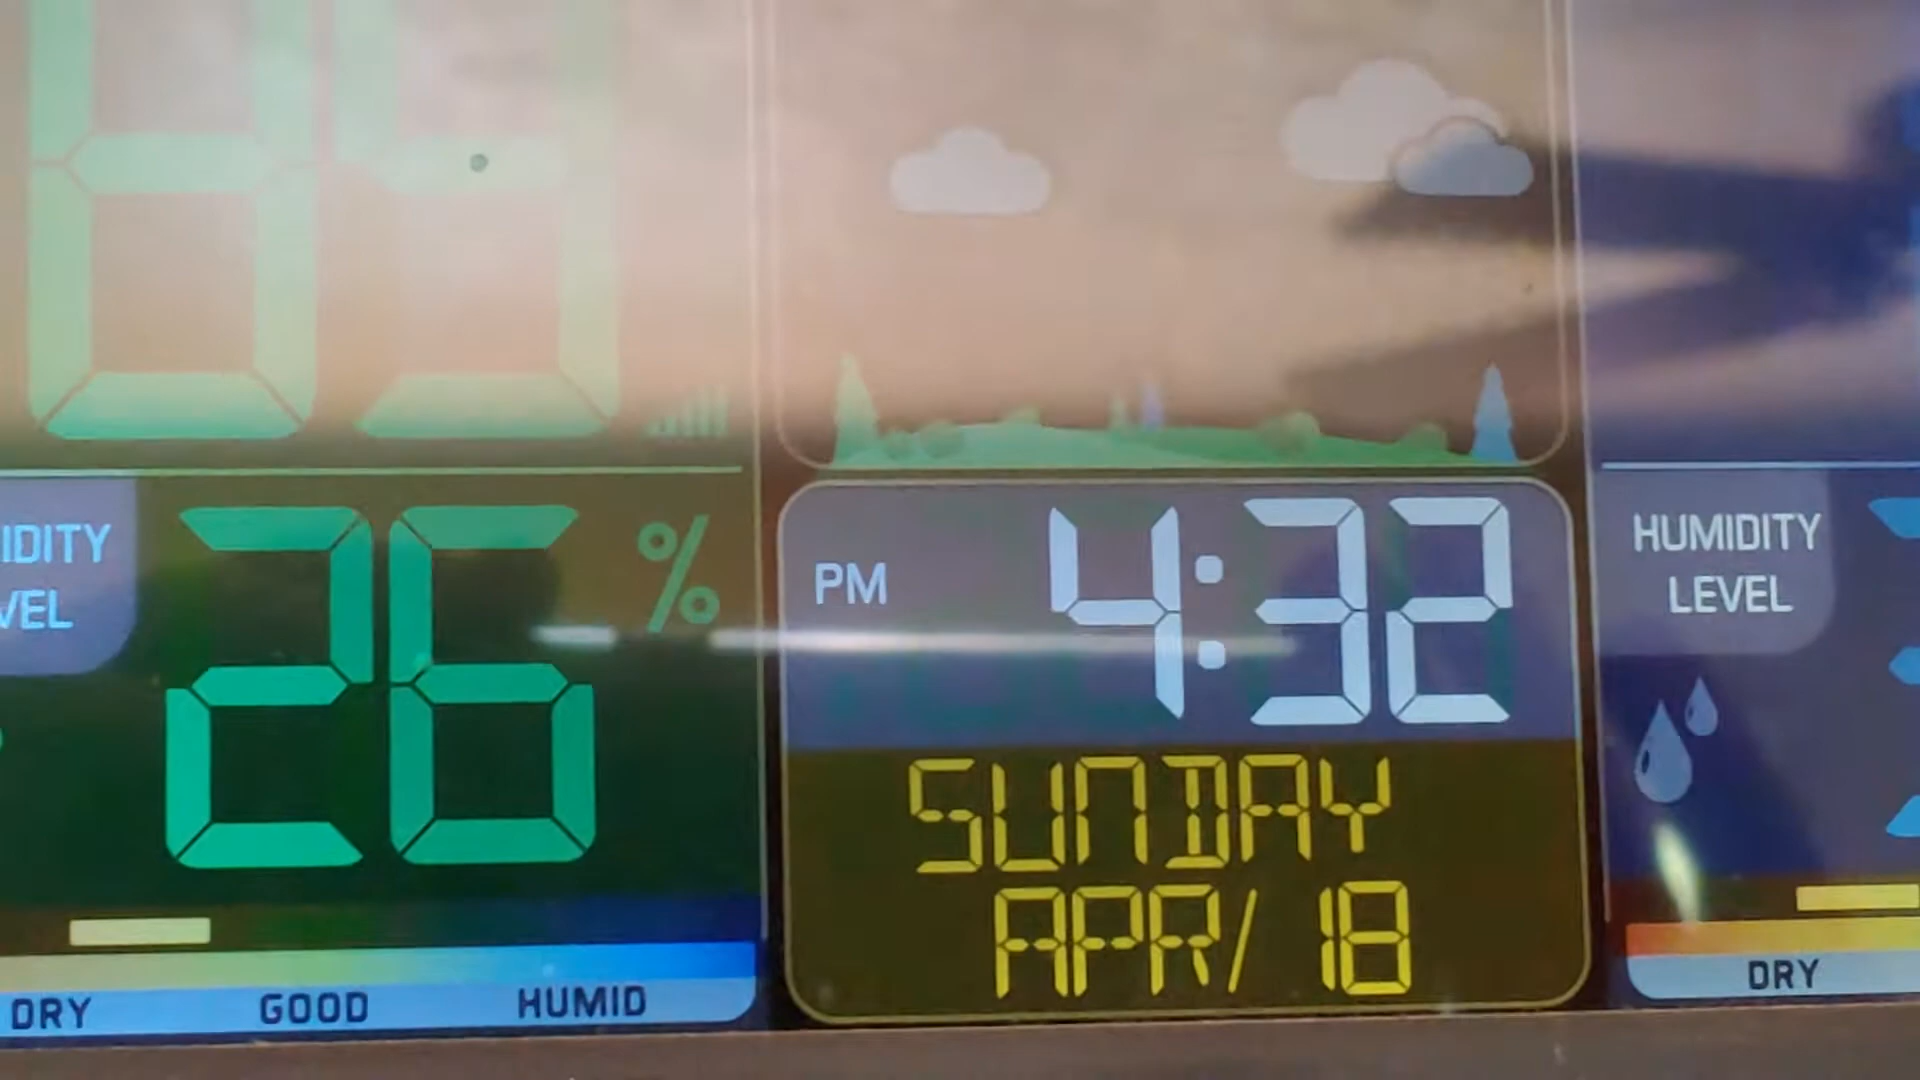 26 %
IDITY
VEL
DRY GOOD HUMID
PM 4:32
SUNDAY
APR/18
HUMIDITY
LEVEL
DRY